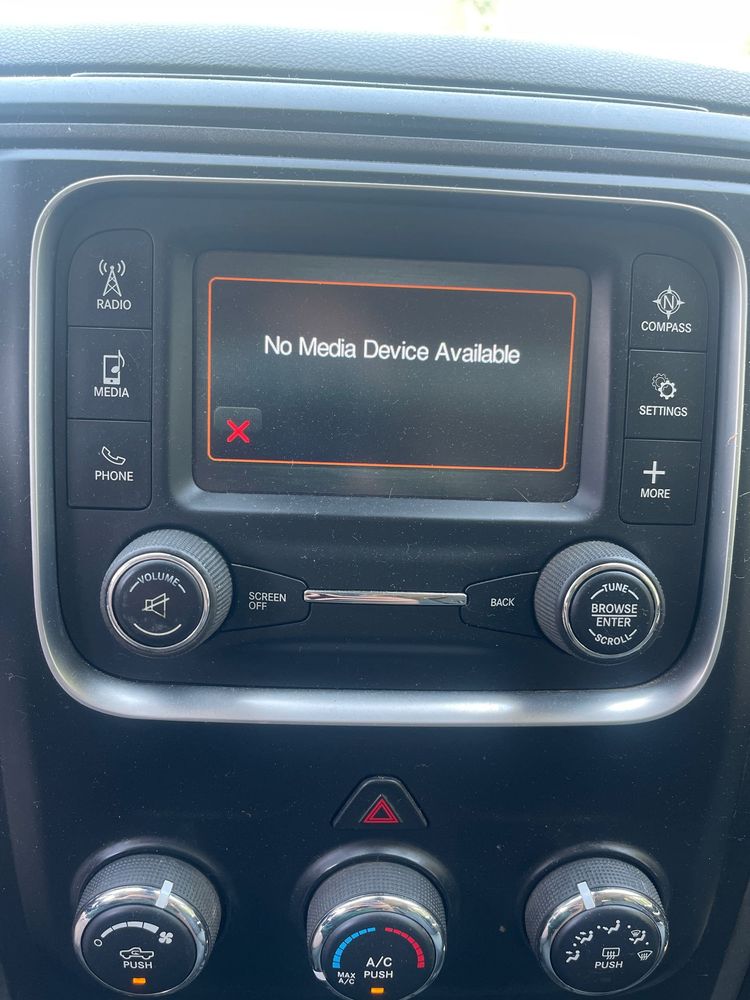 No Media Device Available
RADIO
MEDIA
PHONE
N
COMPASS
SETTINGS
MORE
VOLUME
SCREEN
OFF
BACK
TUNE
BROWSE
ENTER
SCROLL
PUSH
MAX
A/C
A/C
PUSH
PUSH